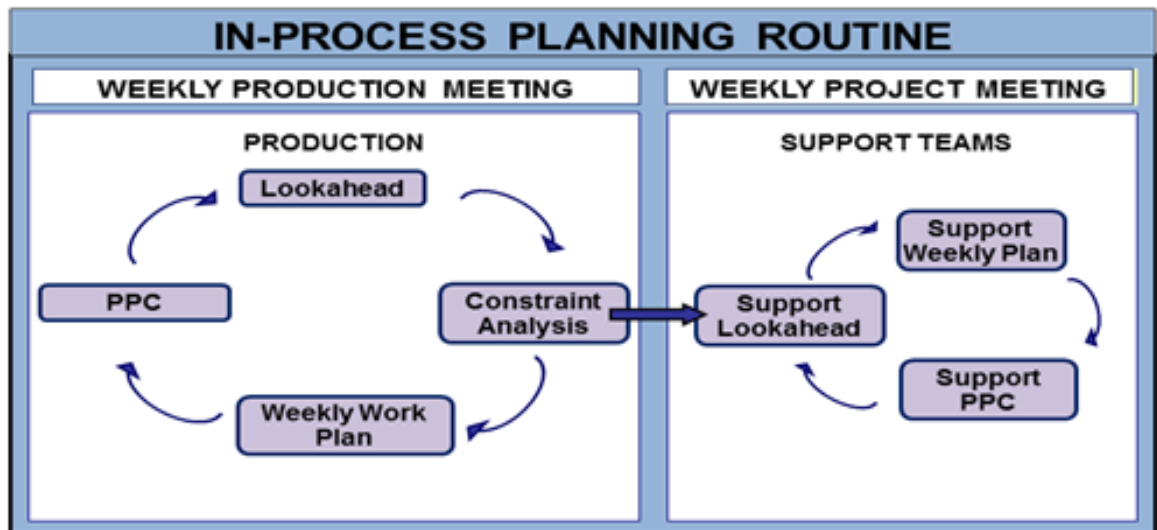 IN-PROCESS PLANNING ROUTINE
WEEKLY PRODUCTION MEETING
PRODUCTION
Lookahead
Constraint
Analysis
Weekly Work
Plan
PPC
WEEKLY PROJECT MEETING
SUPPORT TEAMS
Support
Weekly Plan
Support
Lookahead
Support
PPC